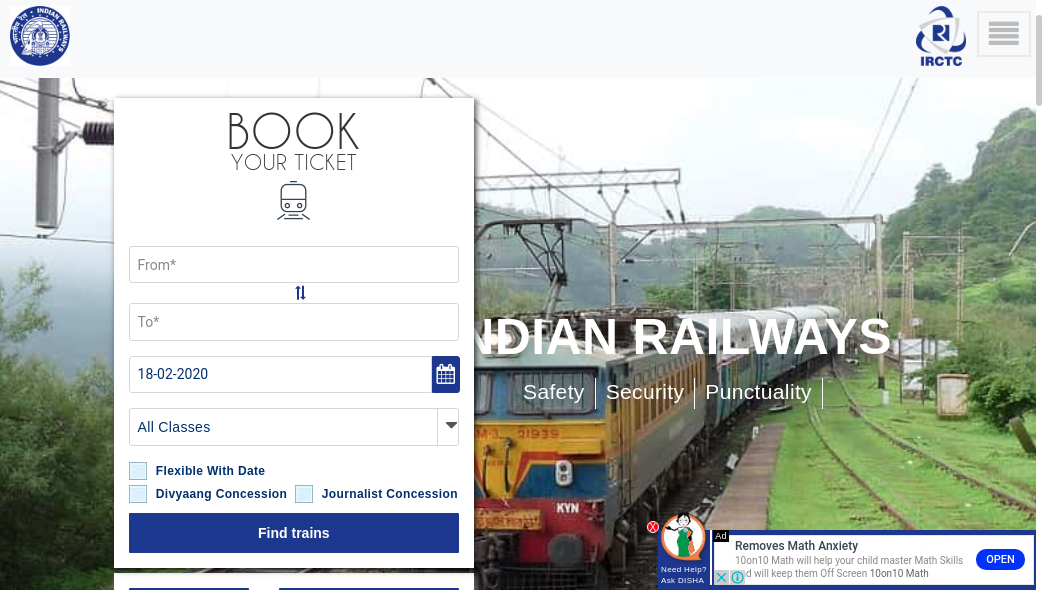 INDIAN RAILWAYS
IRCTC
BOOK
YOUR TICKET
From*
To*
18-02-2020
All Classes
Flexible With Date
Divyaang Concession
Journalist Concession
Find trains
NDIAN RAILWAYS
Safety
Security
Punctuality
21939
KYN
X
Need Help?
Ask DISHA
Ad
Removes Math Anxiety
10on10 Math will help your child master Math Skills
will keep them Off Screen 10on10 Math
OPEN